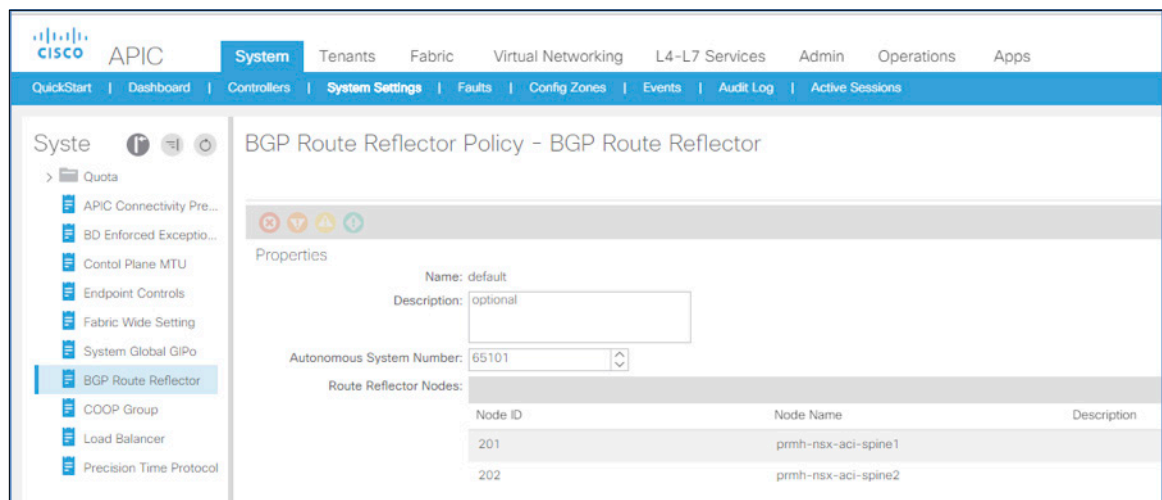 CISCO APIC System Tenants Fabric Virtual Networking L4-L7 Services Admin Operations Apps
QuickStart | Dashboard | Controllers | System Settings | Faults | Config Zones | Events | Audit Log | Active Sessions
Syste
> Quota
APIC Connectivity Pre...
BD Enforced Exceptio...
Contol Plane MTU
Endpoint Controls
Fabric Wide Setting
System Global GIPo
BGP Route Reflector
COOP Group
Load Balancer
Precision Time Protocol
BGP Route Reflector Policy - BGP Route Reflector
Properties
Name: default
Description: optional
Autonomous System Number: 65101
Route Reflector Nodes:
Node ID Node Name Description
201 prmh-nsx-aci-spine1
202 prmh-nsx-aci-spine2